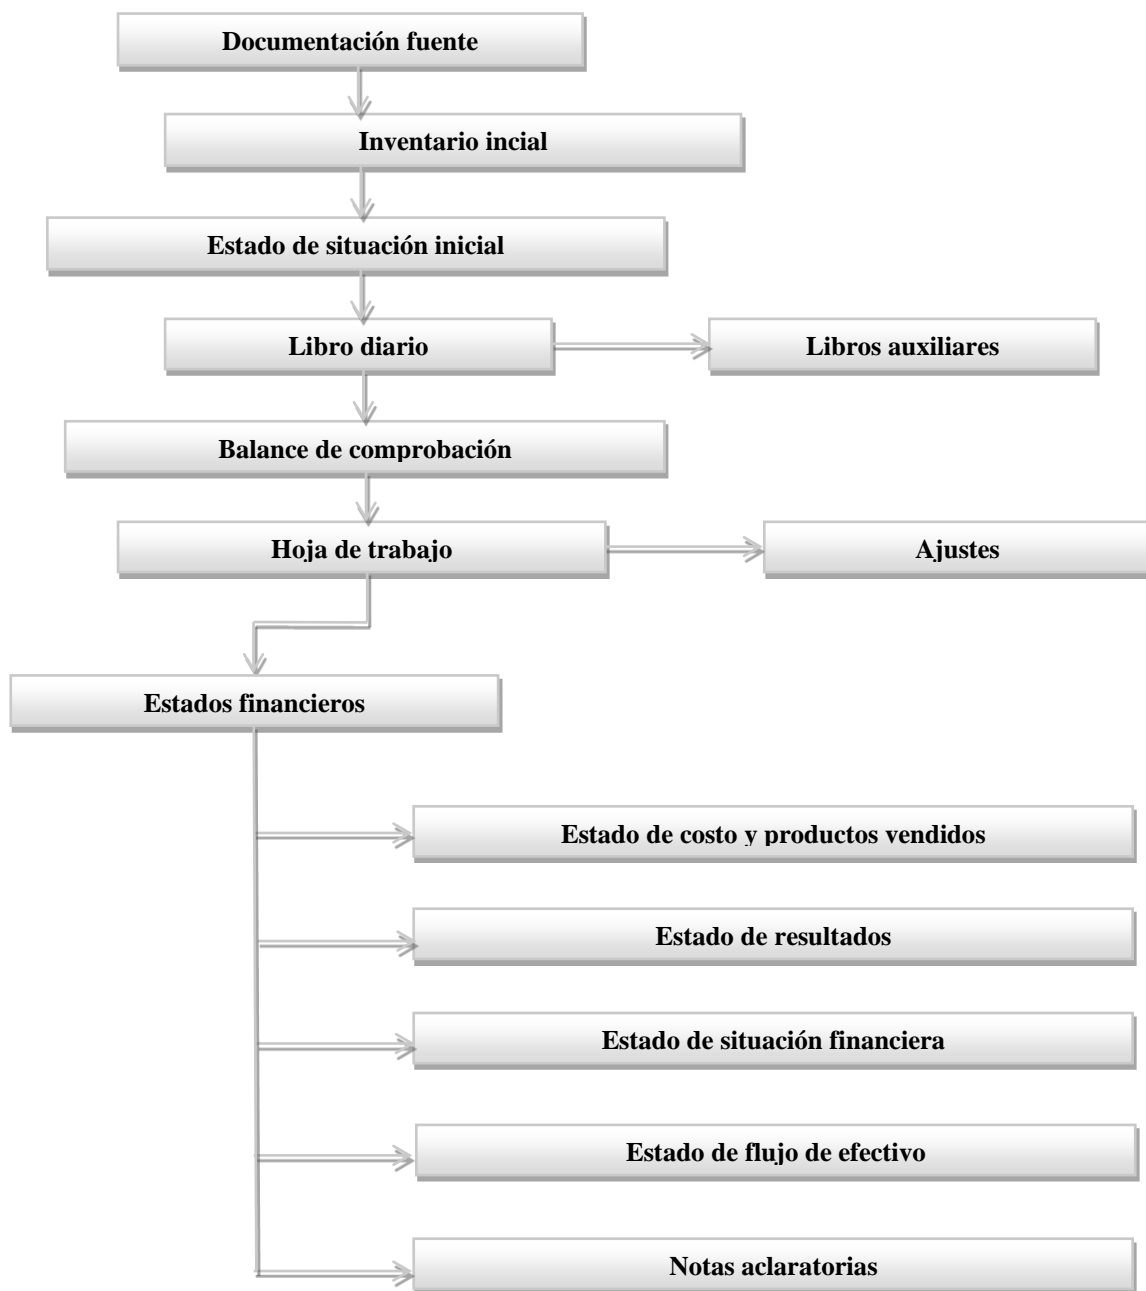 Documentación fuente
Inventario incial
Estado de situación inicial
Libro diario
Libros auxiliares
Balance de comprobación
Hoja de trabajo
Ajustes
Estados financieros
Estado de costo y productos vendidos
Estado de resultados
Estado de situación financiera
Estado de flujo de efectivo
Notas aclaratorias